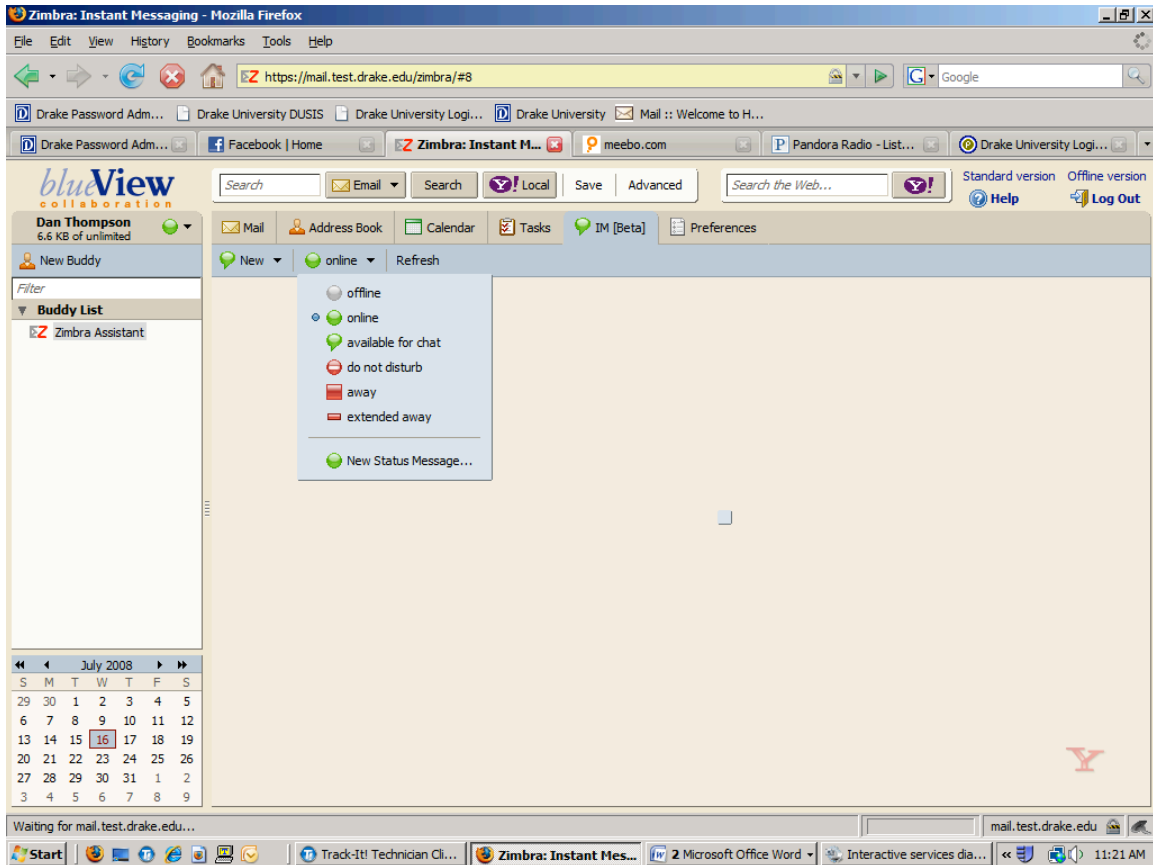 Zimbra: Instant Messaging - Mozilla Firefox
File Edit View History Bookmarks Tools Help
https://mail.test.drake.edu/zimbra/#8 G Google
Drake Password Adm... Drake University DUSIS Drake University Logi... Drake University Mail :: Welcome to H...
Drake Password Adm... Facebook | Home Zimbra: Instant M... meebo.com Pandora Radio - List... Drake University Logi...
blueView
collaboration
Search Email Search Y! Local Save Advanced Search the Web... Y! Standard version Offline version
Help Log Out
Dan Thompson
6.6 KB of unlimited
Mail Address Book Calendar Tasks IM [Beta] Preferences
New Buddy
New online Refresh
Filter
Buddy List
Zimbra Assistant
offline
online
available for chat
do not disturb
away
extended away
New Status Message...
July 2008
S M T W T F S
29 30 1 2 3 4 5
6 7 8 9 10 11 12
13 14 15 16 17 18 19
20 21 22 23 24 25 26
27 28 29 30 31 1 2
3 4 5 6 7 8 9
Y
Waiting for mail.test.drake.edu... mail.test.drake.edu
Start Track-It! Technician Cli... Zimbra: Instant Mes... 2 Microsoft Office Word Interactive services dia... « 11:21 AM